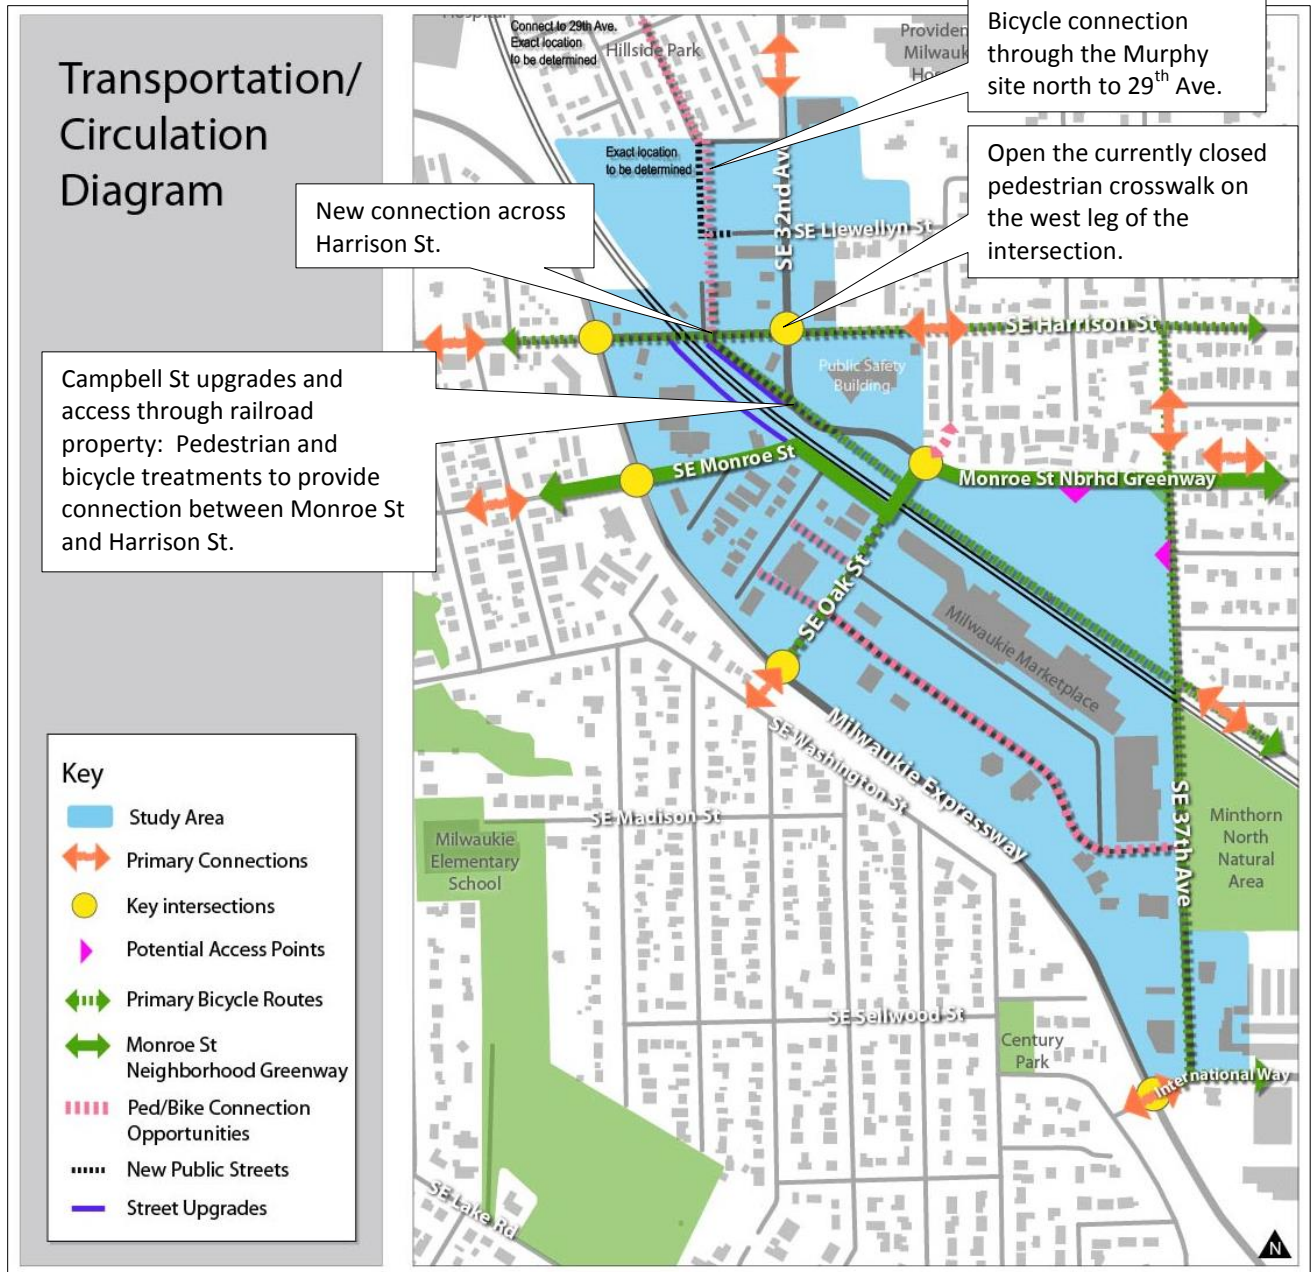 Transportation/
Circulation
Diagram
Hospital
Connect to 29th Ave.
Exact location
to be determined
Hillside Park
Providen
Milwauk
Ho
Bicycle connection
through the Murphy
site north to 29th Ave.
Exact location
to be determined
Open the currently closed
pedestrian crosswalk on
the west leg of the
intersection.
New connection across
Harrison St.
SE 32nd Ave
SE Llewellyn St
SE Harrison St
Public Safety
Building
Campbell St upgrades and
access through railroad
property: Pedestrian and
bicycle treatments to provide
connection between Monroe St
and Harrison St.
SE Monroe St
Monroe St Nbrhd Greenway
SE Oak St
Milwaukie Marketplace
Milwaukie Expressway
SE Washington St
SE Madison St
SE 37th Ave
Minthorn
North
Natural
Area
Milwaukie
Elementary
School
SE Sellwood St
Century
Park
International Way
SE Lake Rd
N
Key
Study Area
Primary Connections
Key intersections
Potential Access Points
Primary Bicycle Routes
Monroe St
Neighborhood Greenway
Ped/Bike Connection
Opportunities
New Public Streets
Street Upgrades